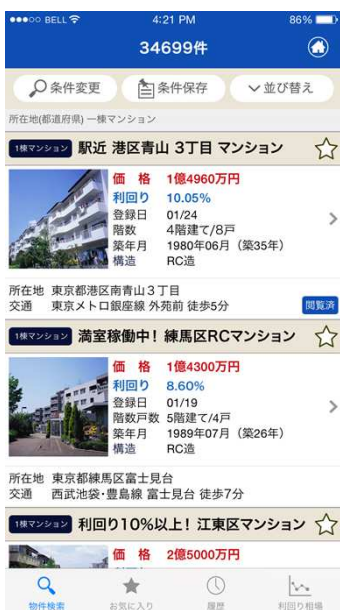 BELL 4:21 PM 86%
34699件
条件変更 条件保存 並び替え
所在地(都道府県) 一棟マンション
1棟マンション 駅近 港区青山 3丁目 マンション
価 格 1億4960万円
利回り 10.05%
登録日 01/24
階数 4階建て/8戸
築年月 1980年06月（築35年）
構造 RC造
所在地 東京都港区南青山3丁目
交通 東京メトロ銀座線 外苑前 徒歩5分 閲覧済
1棟マンション 満室稼働中！ 練馬区RCマンション
価 格 1億4300万円
利回り 8.60%
登録日 01/19
階数戸数 5階建て/4戸
築年月 1989年07月（築26年）
構造 RC造
所在地 東京都練馬区富士見台
交通 西武池袋・豊島線 富士見台 徒歩7分
1棟マンション 利回り10%以上！ 江東区マンション
価 格 2億5000万円
物件検索 お気に入り 履歴 利回り相場